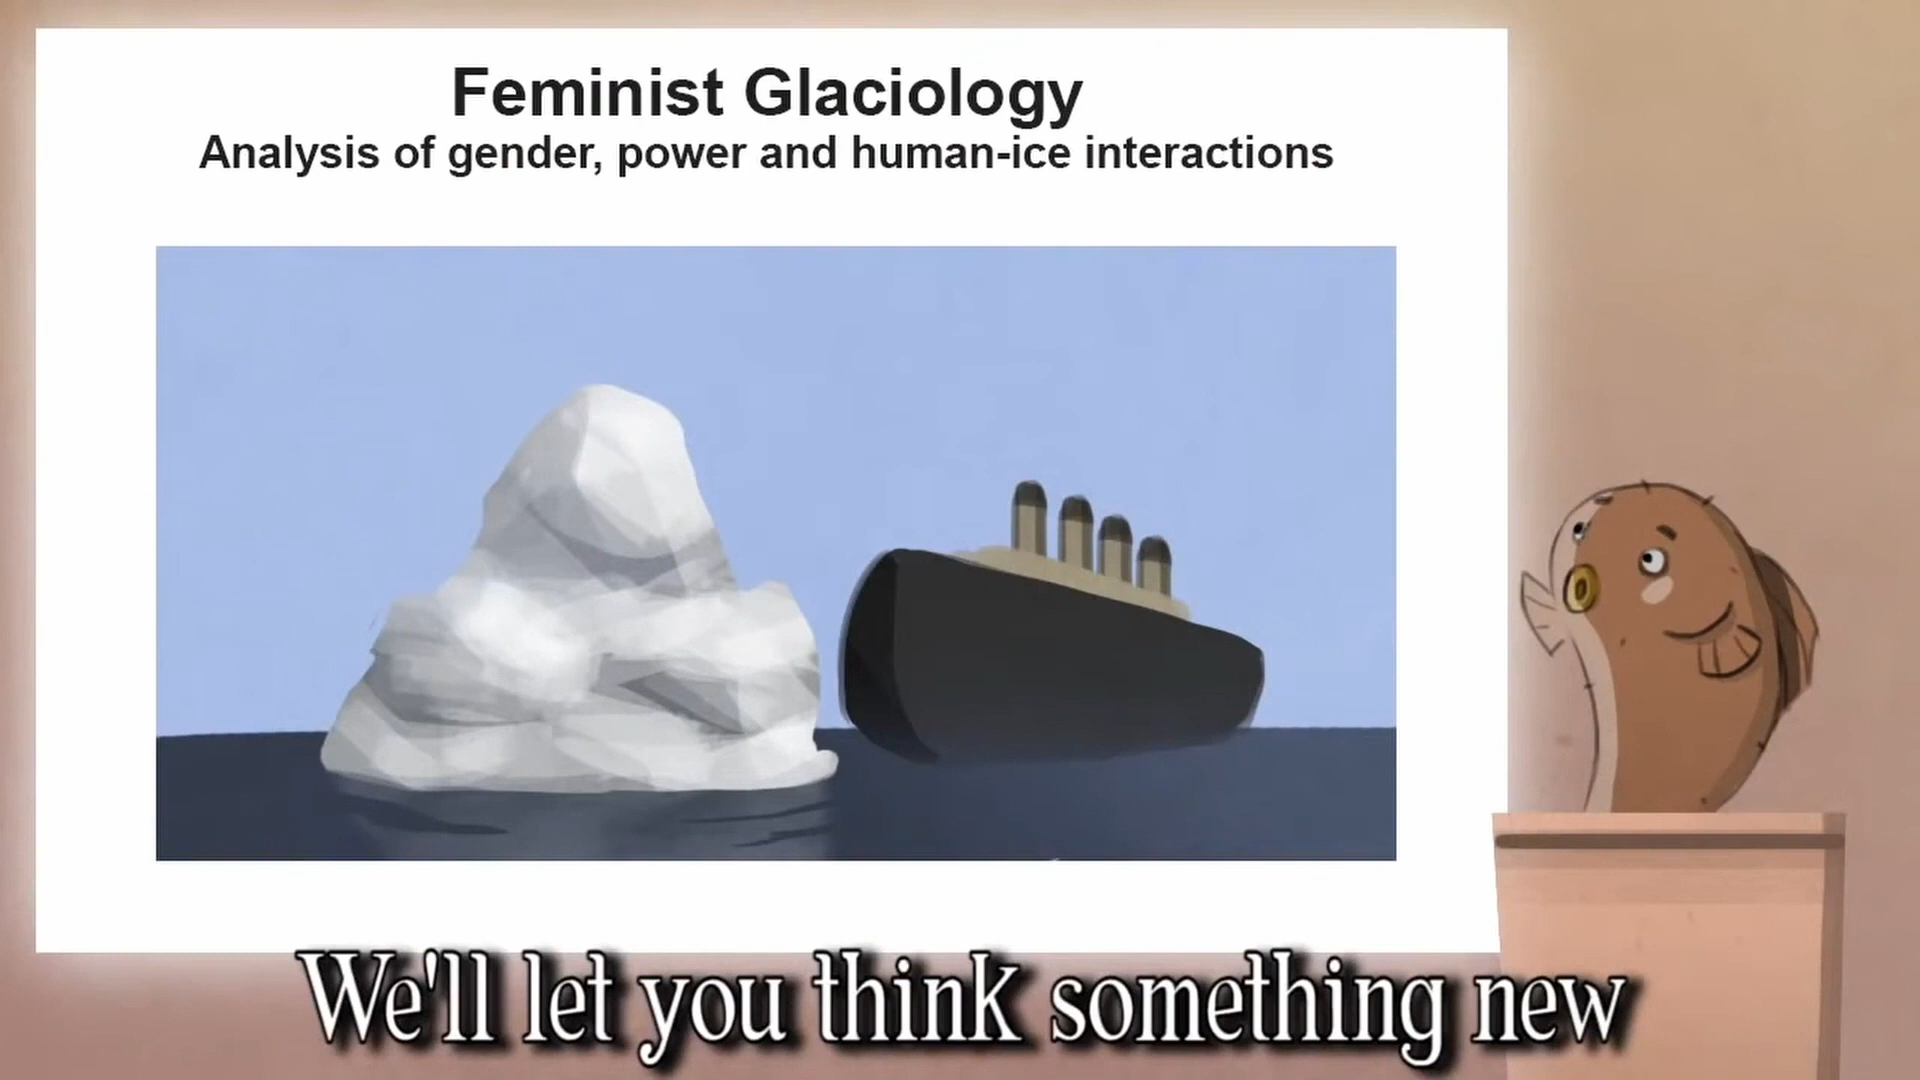 Feminist Glaciology
Analysis of gender, power and human-ice interactions
We'll let you think something new